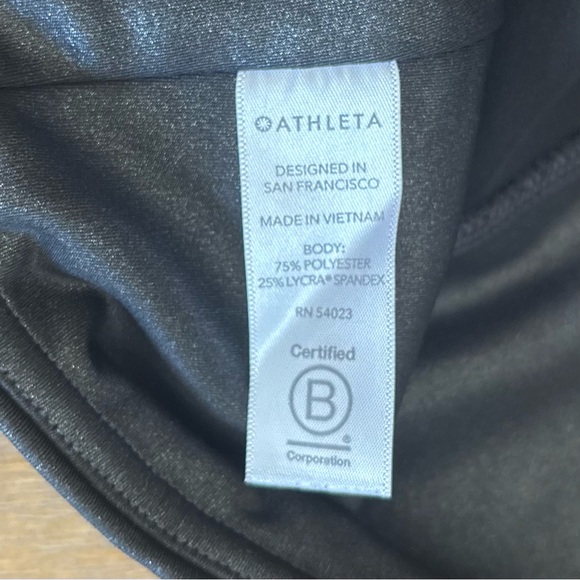 ATHLETA
DESIGNED IN
SAN FRANCISCO
MADE IN VIETNAM
BODY:
75% POLYESTER
25% LYCRA® SPANDEX
RN 54023
Certified
B
®
Corporation